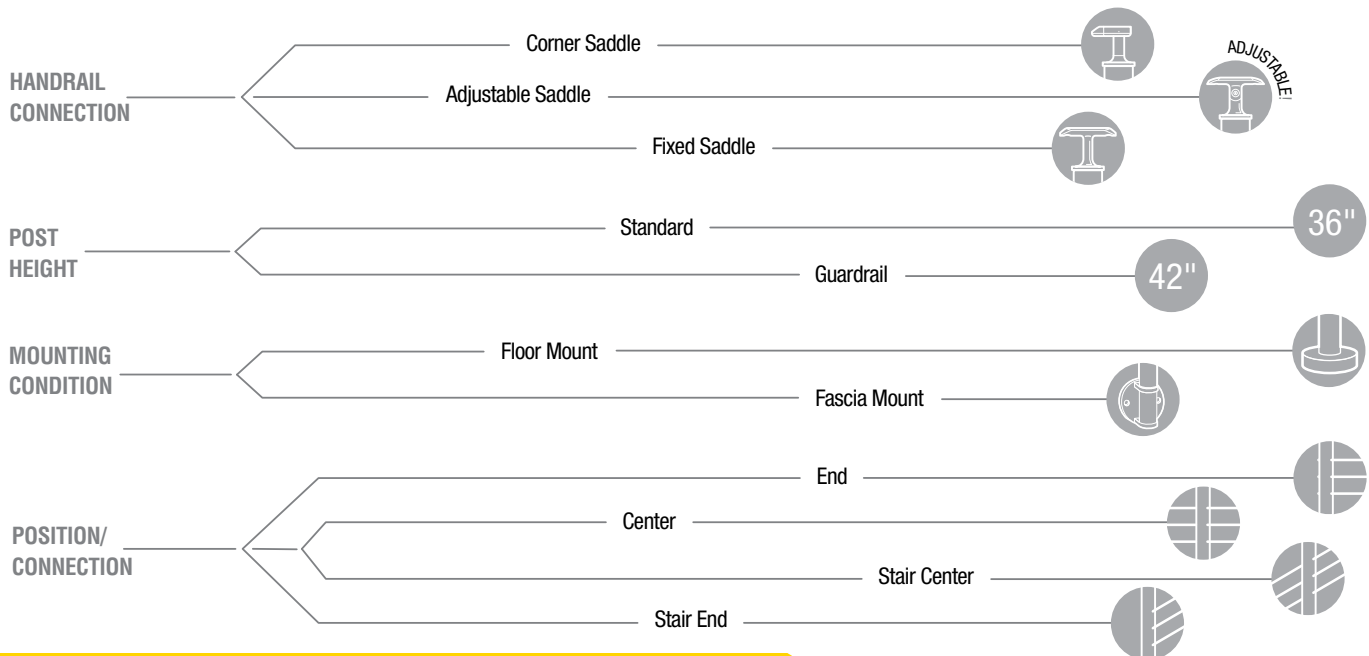 HANDRAIL
CONNECTION
Corner Saddle
ADJUSTABLE!
Adjustable Saddle
Fixed Saddle
POST
HEIGHT
Standard
36"
Guardrail
42"
MOUNTING
CONDITION
Floor Mount
Fascia Mount
POSITION/
CONNECTION
End
Center
Stair Center
Stair End